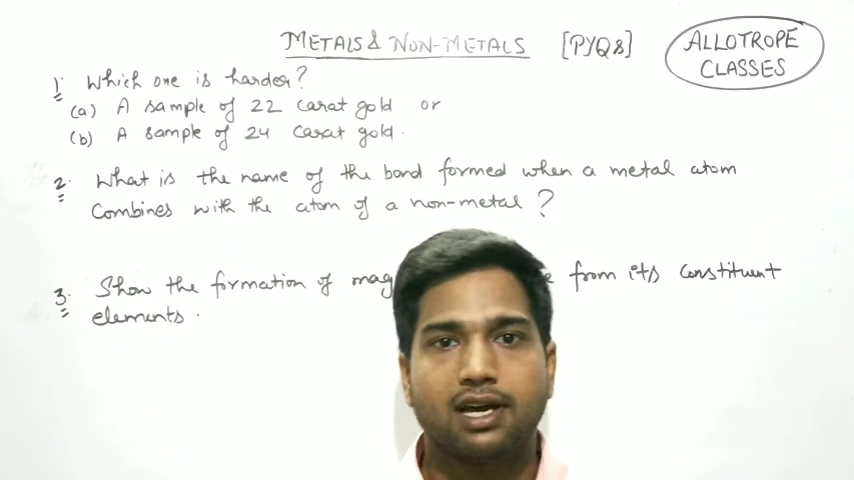 METALS & NON-METALS [PYQs]
ALLOTROPE
CLASSES
1. Which one is harder?
(a) A sample of 22 carat gold or
(b) A sample of 24 carat gold.
2. What is the name of the bond formed when a metal atom
combines with the atom of a non-metal?
3. Show the formation of from its constituent
elements.